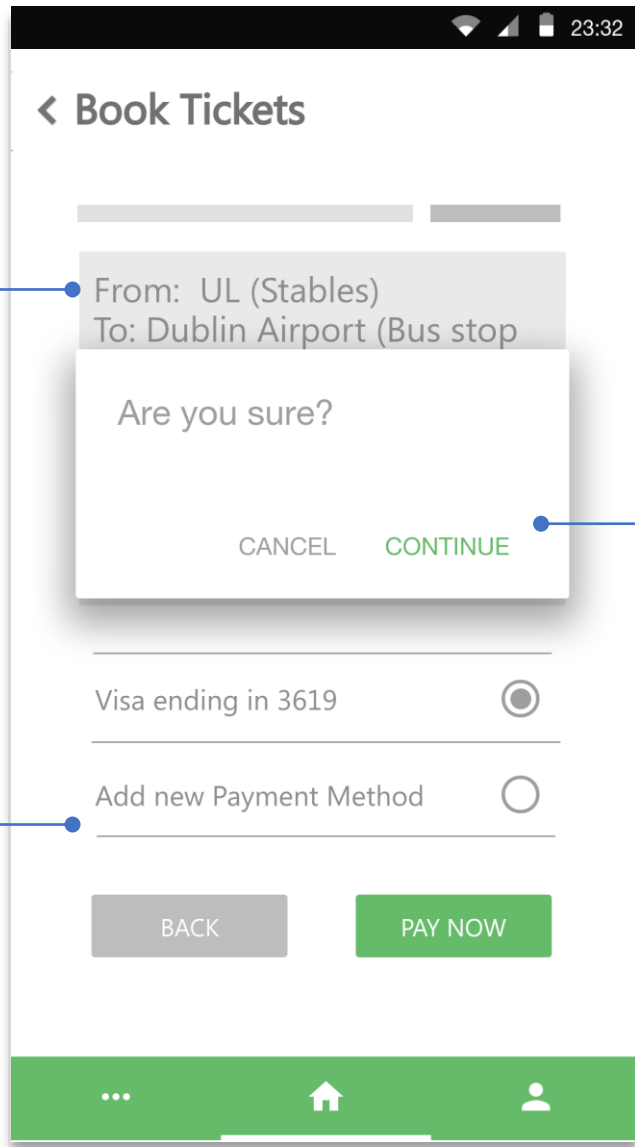 23:32
Book Tickets
From: UL (Stables)
To: Dublin Airport (Bus stop
Are you sure?
CANCEL CONTINUE
Visa ending in 3619
Add new Payment Method
BACK PAY NOW